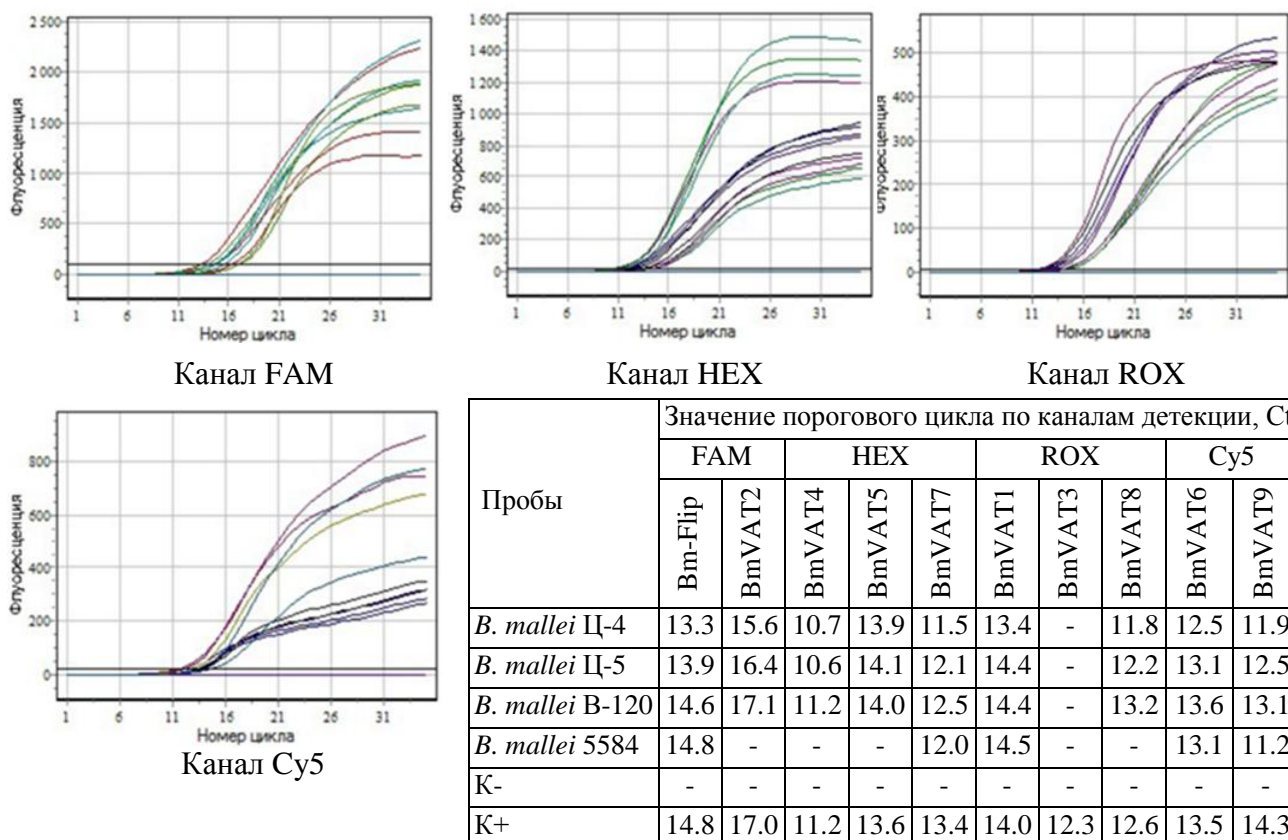 2 500
2 000
1 500
1 000
500
0
Флуоресценция
1 6 11 16 21 26 31
Номер цикла
Канал FAM
1 600
1 400
1 200
1 000
800
600
400
200
0
Флуоресценция
1 6 11 16 21 26 31
Номер цикла
Канал HEX
500
400
300
200
100
0
Флуоресценция
1 6 11 16 21 26 31
Номер цикла
Канал ROX
800
600
400
200
0
Флуоресценция
1 6 11 16 21 26 31
Номер цикла
Канал Cy5
Пробы Значение порогового цикла по каналам детекции, Ct
FAM HEX ROX Cy5
Bm-Flip BmVAT2 BmVAT4 BmVAT5 BmVAT7 BmVAT1 BmVAT3 BmVAT8 BmVAT6 BmVAT9
B. mallei Ц-4 13.3 15.6 10.7 13.9 11.5 13.4 - 11.8 12.5 11.9
B. mallei Ц-5 13.9 16.4 10.6 14.1 12.1 14.4 - 12.2 13.1 12.5
B. mallei В-120 14.6 17.1 11.2 14.0 12.5 14.4 - 13.2 13.6 13.1
B. mallei 5584 14.8 - - - 12.0 14.5 - - 13.1 11.2
К- - - - - - - - - - -
К+ 14.8 17.0 11.2 13.6 13.4 14.0 12.3 12.6 13.5 14.3